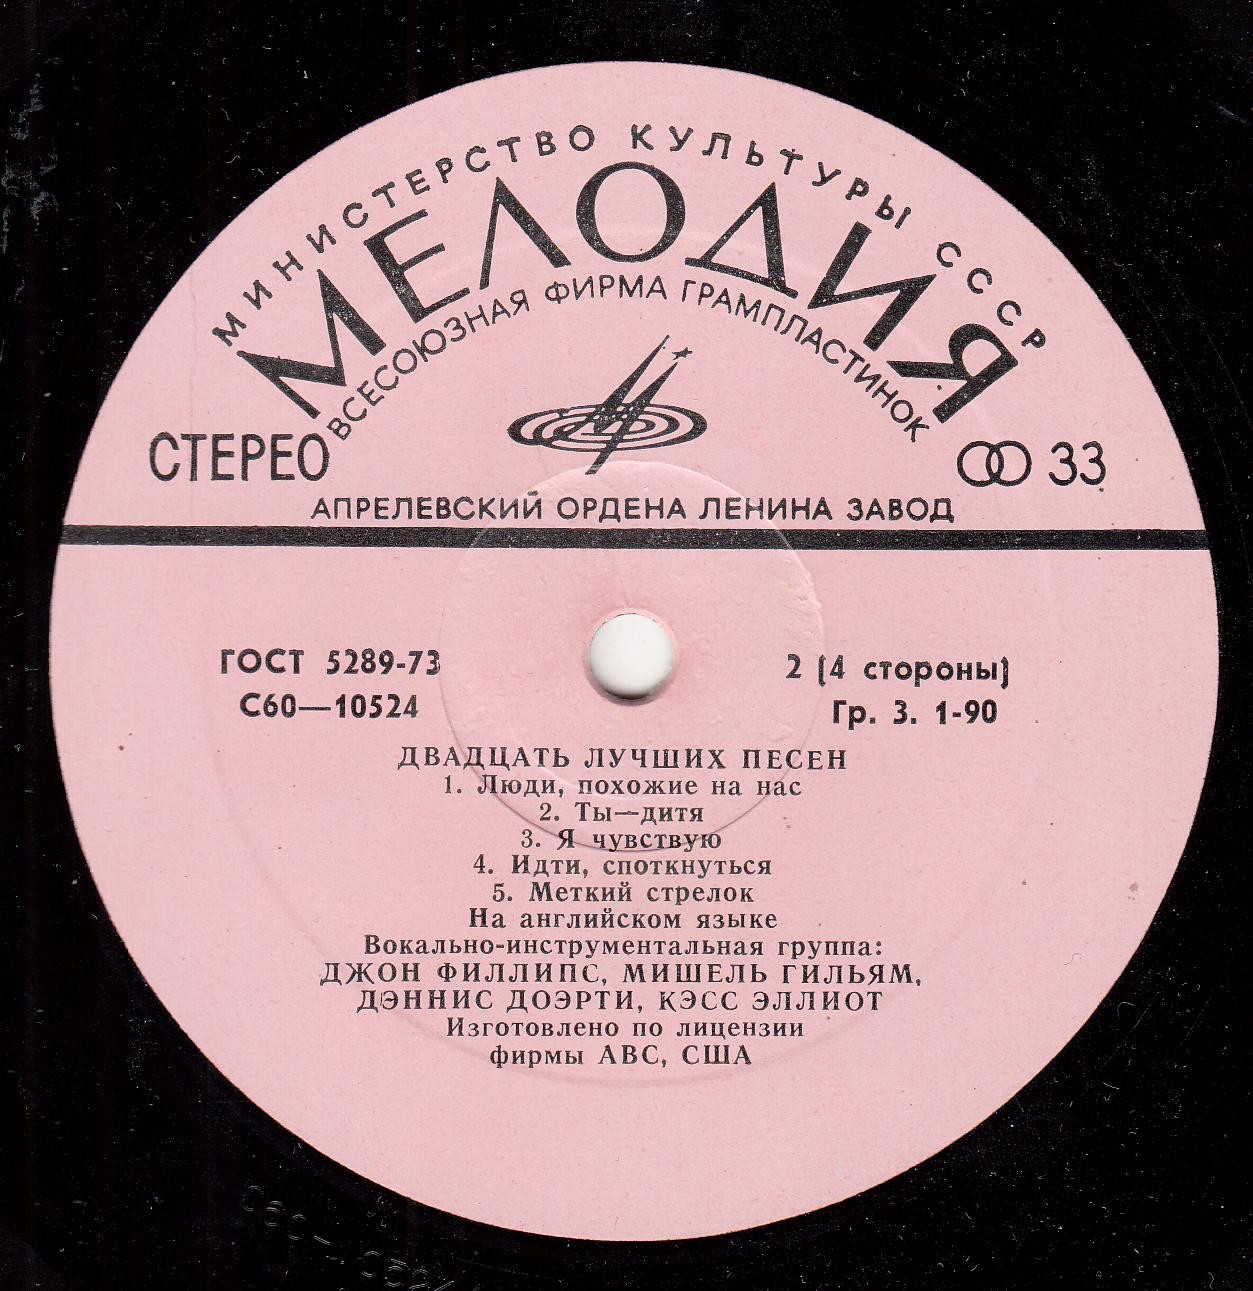 МИНИСТЕРСТВО КУЛЬТУРЫ СССР
МЕЛОДИЯ
ВСЕСОЮЗНАЯ ФИРМА ГРАМПЛАСТИНОК
СТЕРЕО
33
АПРЕЛЕВСКИЙ ОРДЕНА ЛЕНИНА ЗАВОД
ГОСТ 5289-73
С60—10524
2 (4 стороны)
Гр. 3. 1-90
ДВАДЦАТЬ ЛУЧШИХ ПЕСЕН
1. Люди, похожие на нас
2. Ты—дитя
3. Я чувствую
4. Идти, споткнуться
5. Меткий стрелок
На английском языке
Вокально-инструментальная группа:
ДЖОН ФИЛЛИПС, МИШЕЛЬ ГИЛЬЯМ,
ДЭННИС ДОЭРТИ, КЭСС ЭЛЛИОТ
Изготовлено по лицензии
фирмы АВС, США